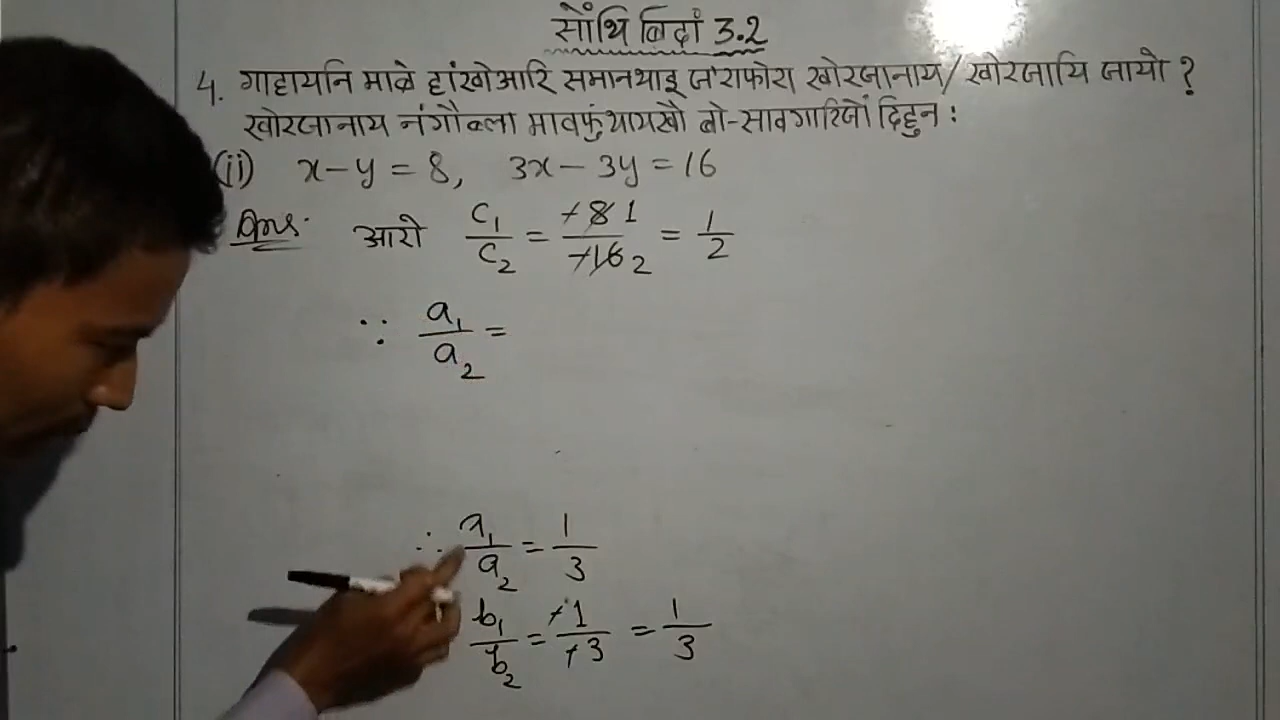 सोंथि बिदां 3.2
4. गाहायनि माबे हांखोआरि समानथाइ ज'राफोरा खोरजानाय/ खोरजायि जायो ?
खोरजानाय नंगौब्ला मावफुंथायखौ बो-सावगारिजों दिहुन :
(ii) x - y = 8, 3x - 3y = 16
Ans. आरो c₁/c₂ = +8 1/+16 2 = 1/2
∵ a₁/a₂ =
∴ a₁/a₂ = 1/3
b₁/b₂ = +1/+3 = 1/3